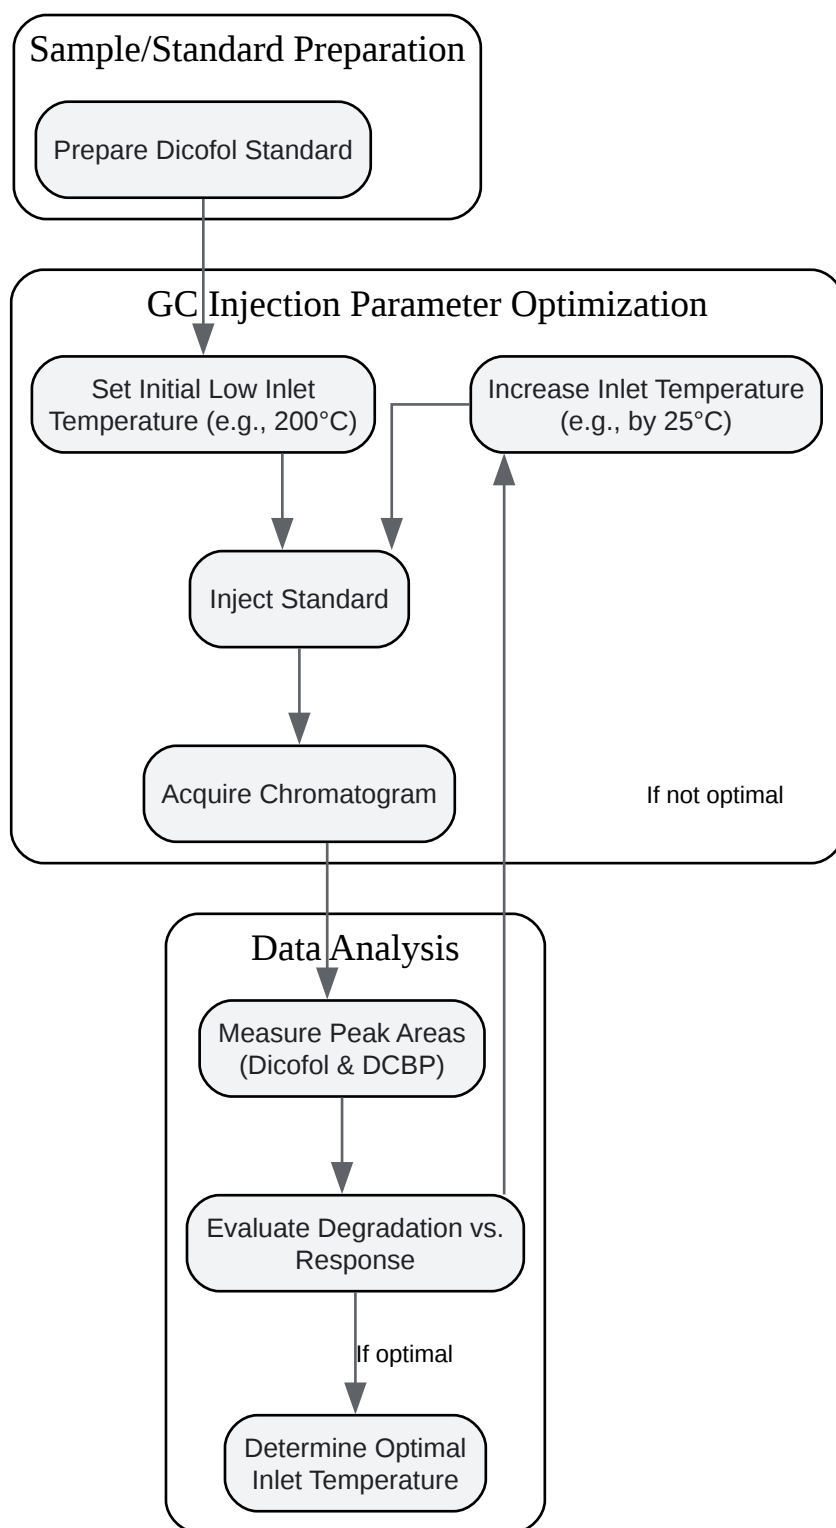 Sample/Standard Preparation
Prepare Dicofol Standard
GC Injection Parameter Optimization
Set Initial Low Inlet
Temperature (e.g., 200°C)
Increase Inlet Temperature
(e.g., by 25°C)
Inject Standard
Acquire Chromatogram
If not optimal
Data Analysis
Measure Peak Areas
(Dicofol & DCBP)
Evaluate Degradation vs.
Response
If optimal
Determine Optimal
Inlet Temperature